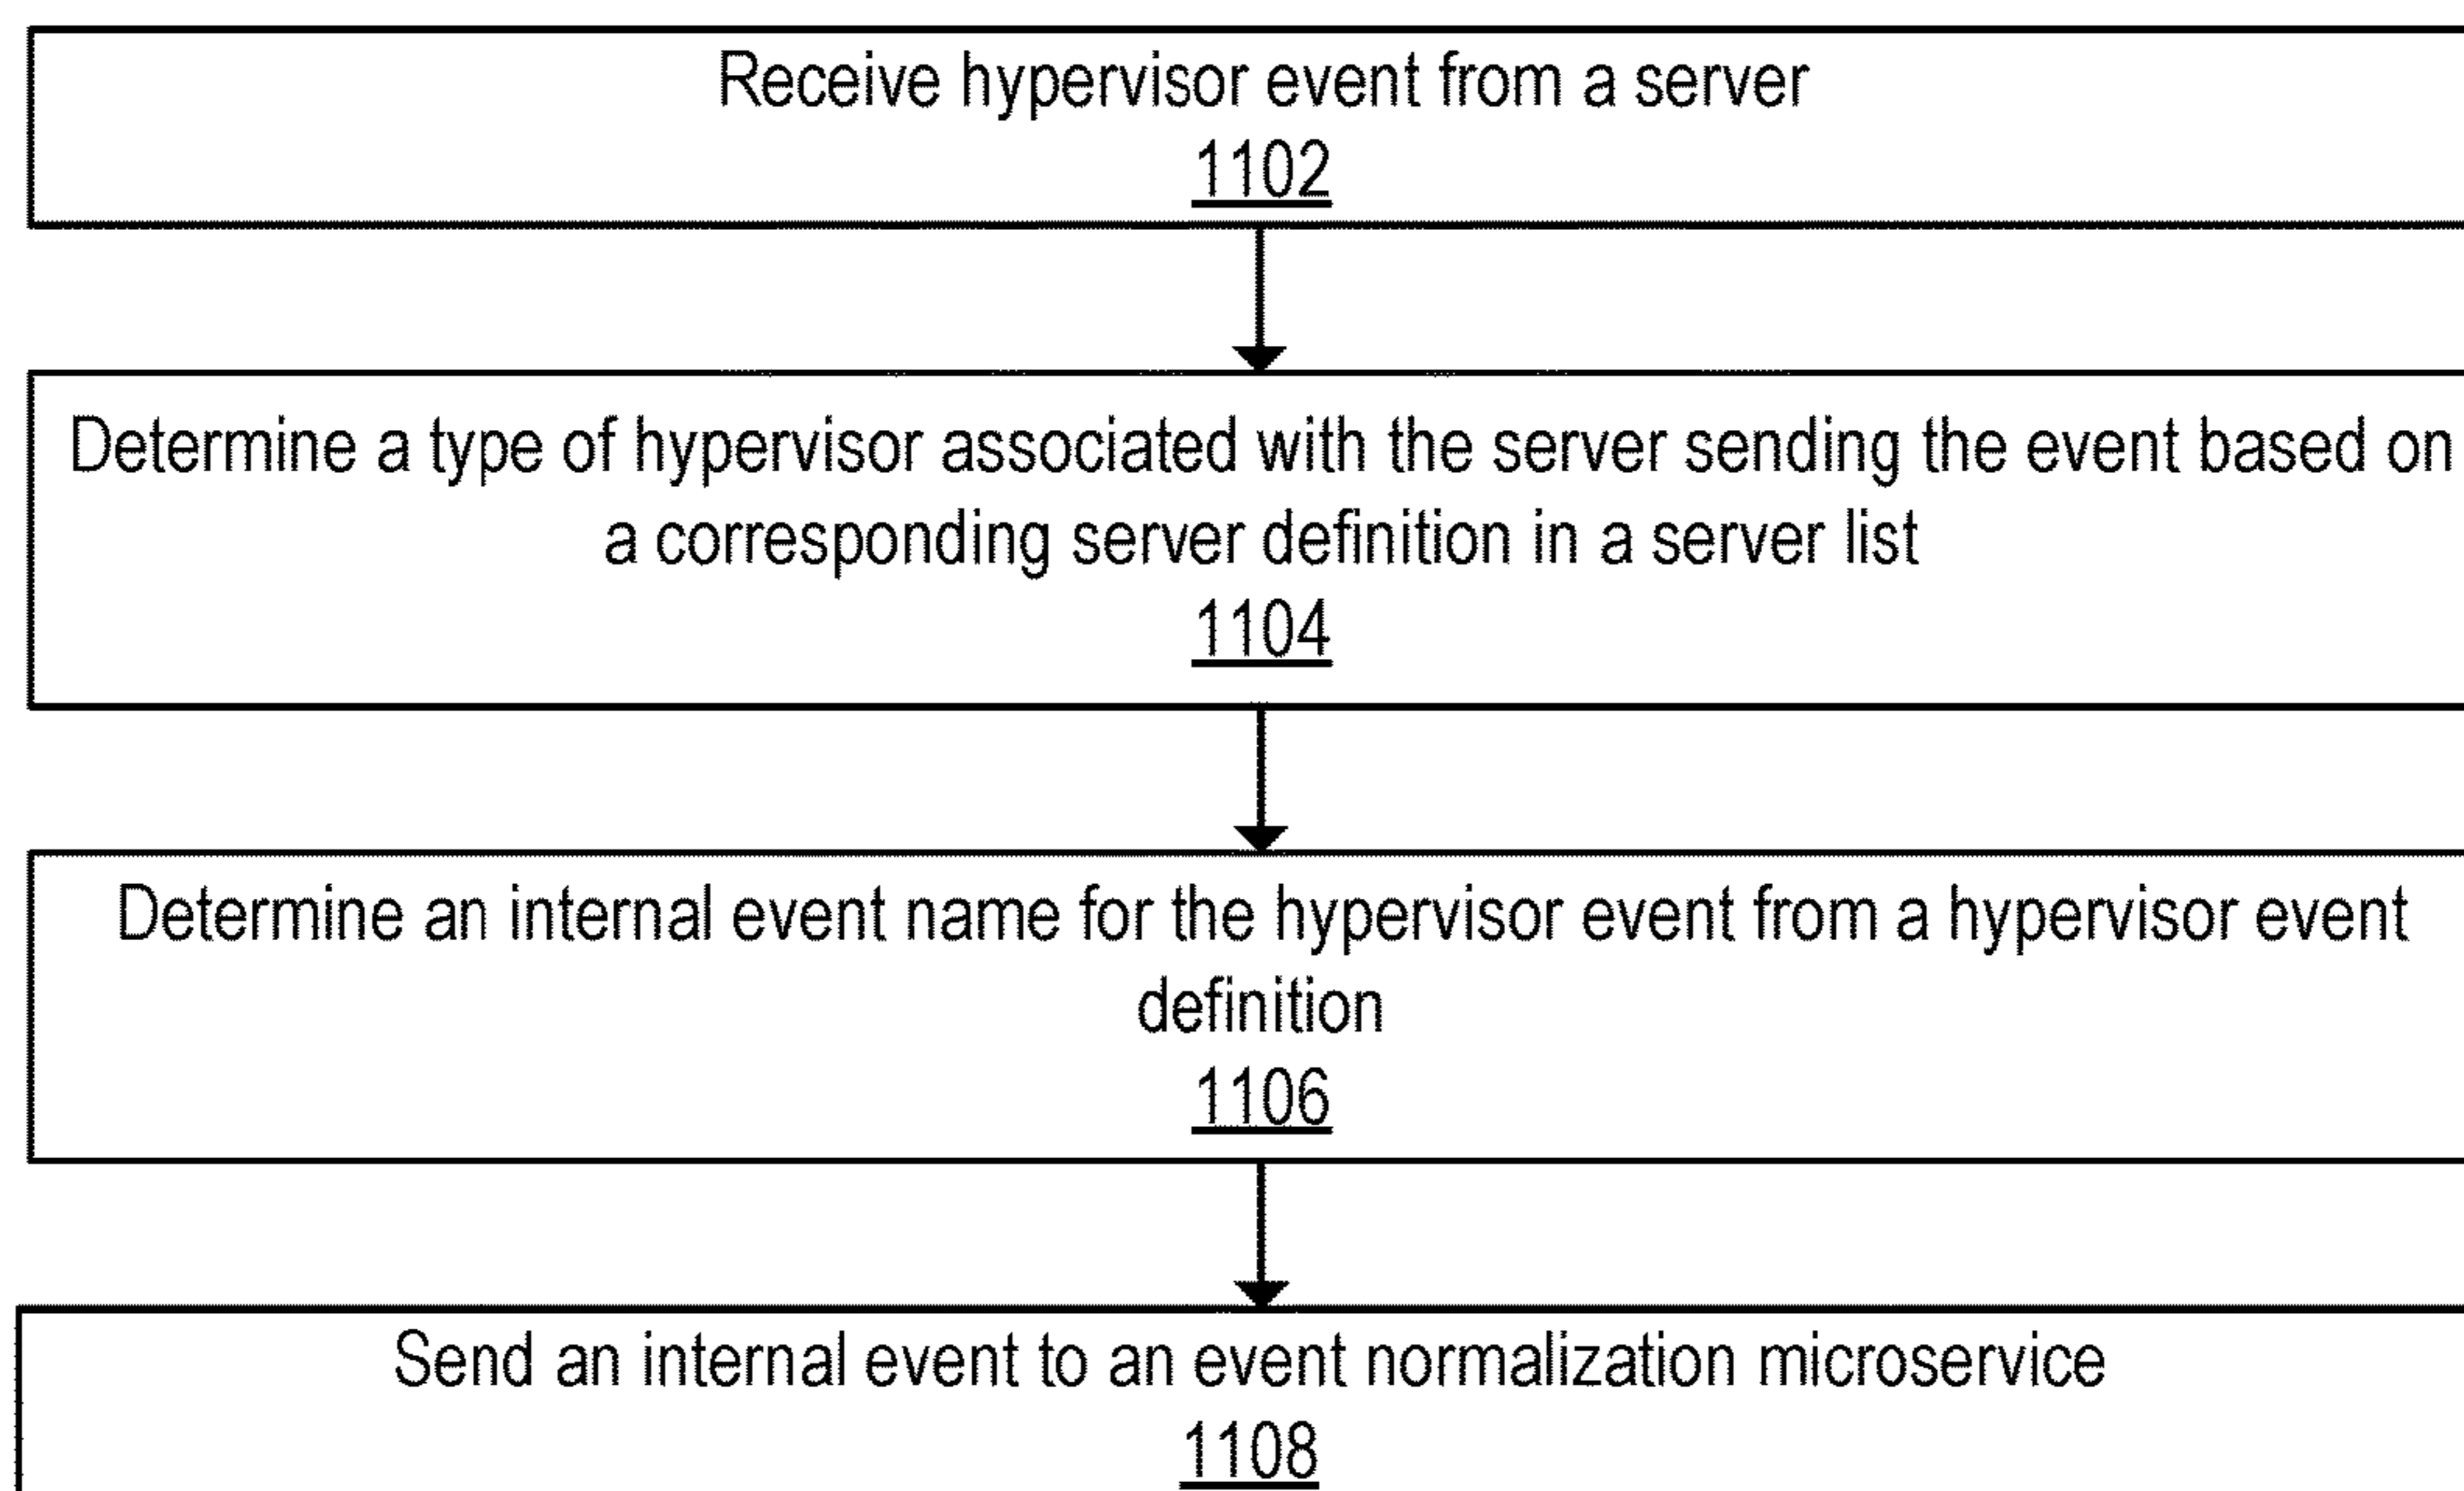 Receive hypervisor event from a server
1102
Determine a type of hypervisor associated with the server sending the event based on
a corresponding server definition in a server list
1104
Determine an internal event name for the hypervisor event from a hypervisor event
definition
1106
Send an internal event to an event normalization microservice
1108